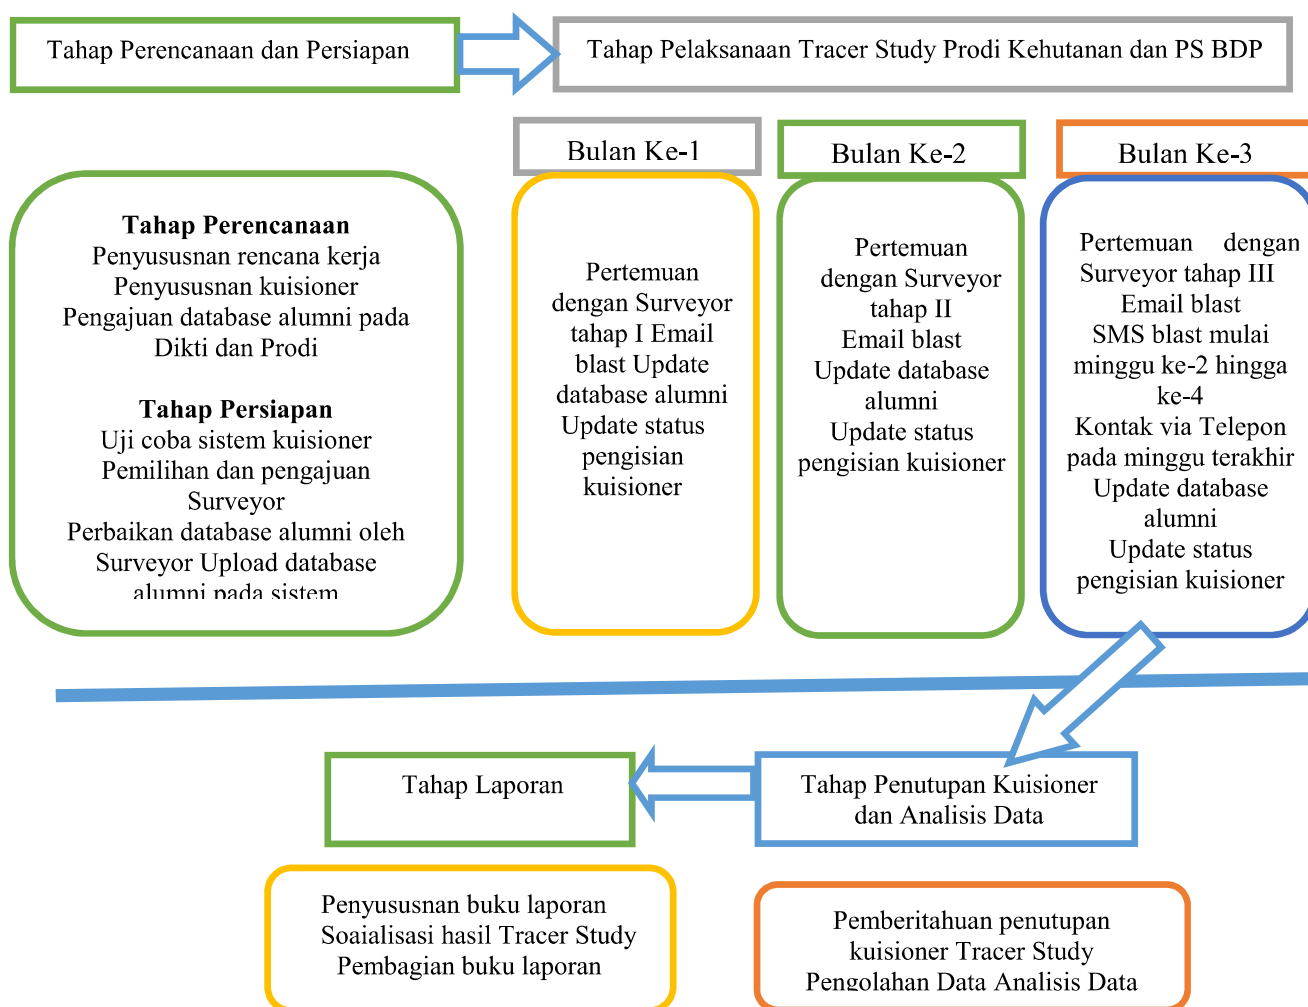 Tahap Perencanaan dan Persiapan
Tahap Pelaksanaan Tracer Study Prodi Kehutanan dan PS BDP
Tahap Perencanaan
Penyususnan rencana kerja
Penyususnan kuisioner
Pengajuan database alumni pada
Dikti dan Prodi
Tahap Persiapan
Uji coba sistem kuisioner
Pemilihan dan pengajuan
Surveyor
Perbaikan database alumni oleh
Surveyor Upload database
alumni pada sistem
Bulan Ke-1
Pertemuan
dengan Surveyor
tahap I Email
blast Update
database alumni
Update status
pengisian
kuisioner
Bulan Ke-2
Pertemuan
dengan Surveyor
tahap II
Email blast
Update database
alumni
Update status
pengisian kuisioner
Bulan Ke-3
Pertemuan dengan
Surveyor tahap III
Email blast
SMS blast mulai
minggu ke-2 hingga
ke-4
Kontak via Telepon
pada minggu terakhir
Update database
alumni
Update status
pengisian kuisioner
Tahap Laporan
Tahap Penutupan Kuisioner
dan Analisis Data
Penyususnan buku laporan
Soaialisasi hasil Tracer Study
Pembagian buku laporan
Pemberitahuan penutupan
kuisioner Tracer Study
Pengolahan Data Analisis Data